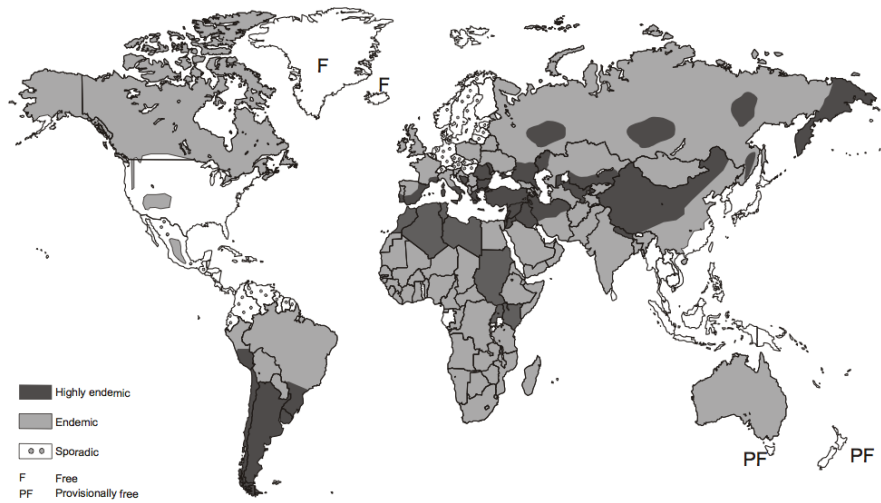 F
F
Highly endemic
Endemic
Sporadic
F Free
PF Provisionally free
PF
PF